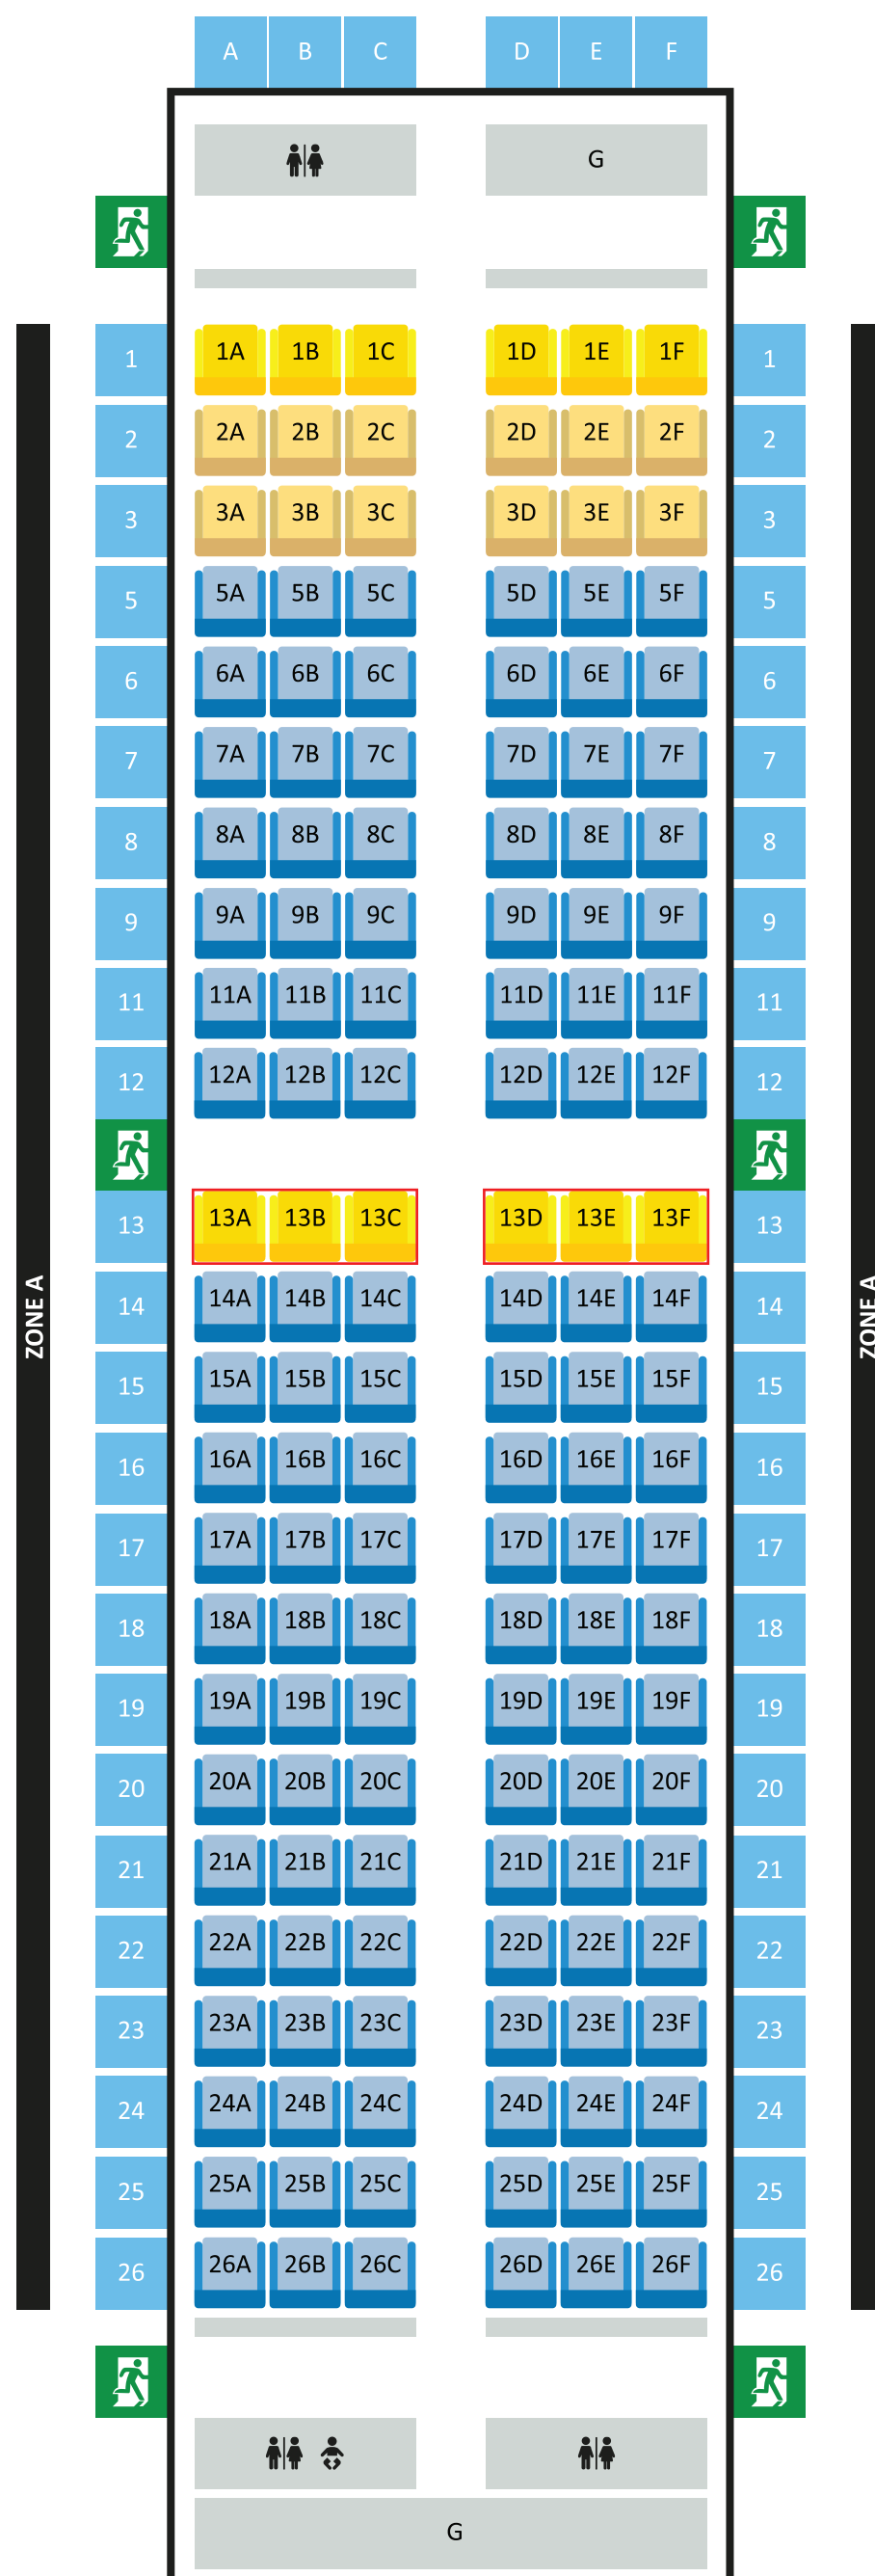 A B C D E F
G
1 1A 1B 1C 1D 1E 1F 1
2 2A 2B 2C 2D 2E 2F 2
3 3A 3B 3C 3D 3E 3F 3
5 5A 5B 5C 5D 5E 5F 5
6 6A 6B 6C 6D 6E 6F 6
7 7A 7B 7C 7D 7E 7F 7
8 8A 8B 8C 8D 8E 8F 8
9 9A 9B 9C 9D 9E 9F 9
11 11A 11B 11C 11D 11E 11F 11
12 12A 12B 12C 12D 12E 12F 12
13 13A 13B 13C 13D 13E 13F 13
ZONE A 14 14A 14B 14C 14D 14E 14F 14 ZONE A
15 15A 15B 15C 15D 15E 15F 15
16 16A 16B 16C 16D 16E 16F 16
17 17A 17B 17C 17D 17E 17F 17
18 18A 18B 18C 18D 18E 18F 18
19 19A 19B 19C 19D 19E 19F 19
20 20A 20B 20C 20D 20E 20F 20
21 21A 21B 21C 21D 21E 21F 21
22 22A 22B 22C 22D 22E 22F 22
23 23A 23B 23C 23D 23E 23F 23
24 24A 24B 24C 24D 24E 24F 24
25 25A 25B 25C 25D 25E 25F 25
26 26A 26B 26C 26D 26E 26F 26
G